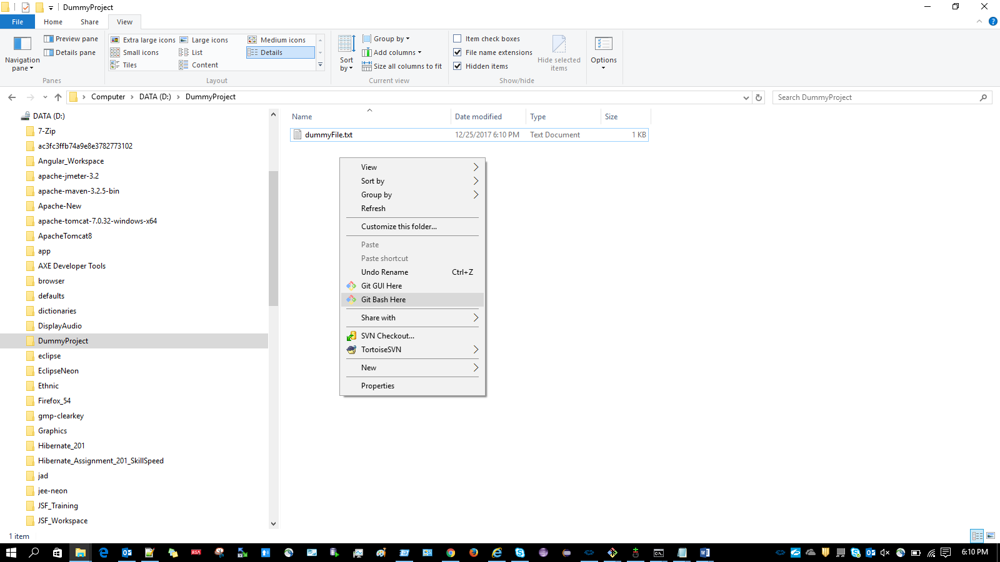 DummyProject
File Home Share View
Navigation pane
Preview pane
Details pane
Panes
Extra large icons Large icons Medium icons
Small icons List Details
Tiles Content
Layout
Sort by
Group by
Add columns
Size all columns to fit
Current view
Item check boxes
File name extensions
Hidden items
Hide selected items
Show/hide
Options
Computer DATA (D:) DummyProject
Search DummyProject
DATA (D:)
7-Zip
ac3fc3ffb74a9e8e3782773102
Angular_Workspace
apache-jmeter-3.2
apache-maven-3.2.5-bin
Apache-New
apache-tomcat-7.0.32-windows-x64
ApacheTomcat8
app
AXE Developer Tools
browser
defaults
dictionaries
DisplayAudio
DummyProject
eclipse
EclipseNeon
Ethnic
Firefox_54
gmp-clearkey
Graphics
Hibernate_201
Hibernate_Assignment_201_SkillSpeed
jad
jee-neon
JSF_Training
JSF_Workspace
Name Date modified Type Size
dummyFile.txt 12/25/2017 6:10 PM Text Document 1 KB
View
Sort by
Group by
Refresh
Customize this folder...
Paste
Paste shortcut
Undo Rename Ctrl+Z
Git GUI Here
Git Bash Here
Share with
SVN Checkout...
TortoiseSVN
New
Properties
1 item
RSA
6:10 PM